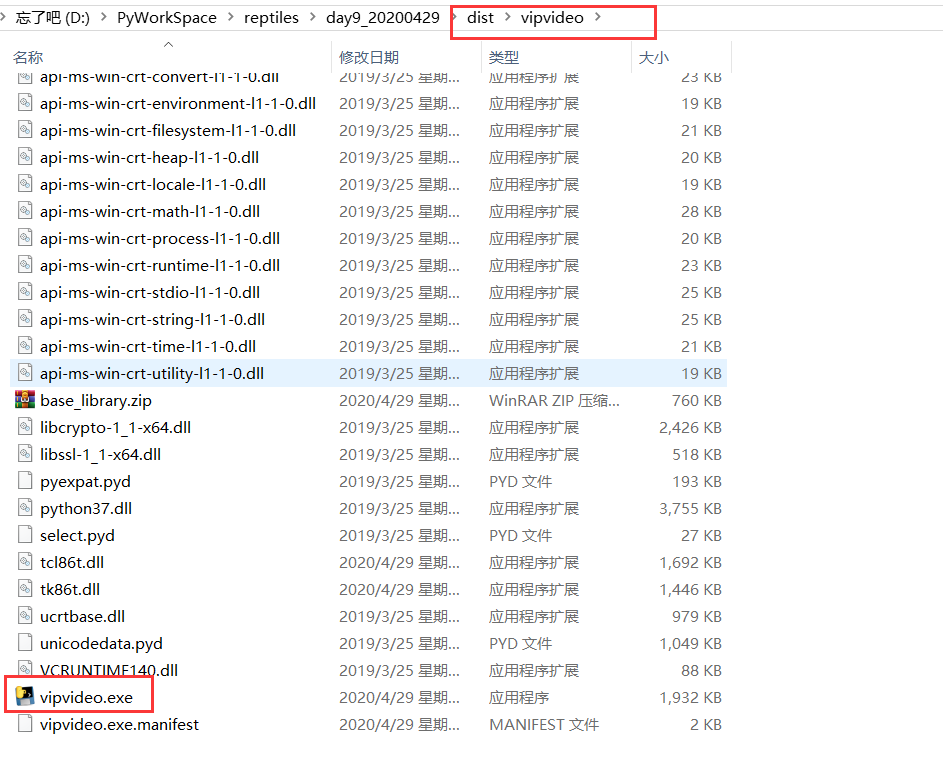 忘了吧 (D:) > PyWorkSpace > reptiles > day9_20200429 > dist > vipvideo >
名称 修改日期 类型 大小
api-ms-win-crt-convert-l1-1-0.dll 2019/3/25 星期... 应用程序扩展 23 KB
api-ms-win-crt-environment-l1-1-0.dll 2019/3/25 星期... 应用程序扩展 19 KB
api-ms-win-crt-filesystem-l1-1-0.dll 2019/3/25 星期... 应用程序扩展 21 KB
api-ms-win-crt-heap-l1-1-0.dll 2019/3/25 星期... 应用程序扩展 20 KB
api-ms-win-crt-locale-l1-1-0.dll 2019/3/25 星期... 应用程序扩展 19 KB
api-ms-win-crt-math-l1-1-0.dll 2019/3/25 星期... 应用程序扩展 28 KB
api-ms-win-crt-process-l1-1-0.dll 2019/3/25 星期... 应用程序扩展 20 KB
api-ms-win-crt-runtime-l1-1-0.dll 2019/3/25 星期... 应用程序扩展 23 KB
api-ms-win-crt-stdio-l1-1-0.dll 2019/3/25 星期... 应用程序扩展 25 KB
api-ms-win-crt-string-l1-1-0.dll 2019/3/25 星期... 应用程序扩展 25 KB
api-ms-win-crt-time-l1-1-0.dll 2019/3/25 星期... 应用程序扩展 21 KB
api-ms-win-crt-utility-l1-1-0.dll 2019/3/25 星期... 应用程序扩展 19 KB
base_library.zip 2020/4/29 星期... WinRAR ZIP 压缩... 760 KB
libcrypto-1_1-x64.dll 2019/3/25 星期... 应用程序扩展 2,426 KB
libssl-1_1-x64.dll 2019/3/25 星期... 应用程序扩展 518 KB
pyexpat.pyd 2019/3/25 星期... PYD 文件 193 KB
python37.dll 2019/3/25 星期... 应用程序扩展 3,755 KB
select.pyd 2019/3/25 星期... PYD 文件 27 KB
tcl86t.dll 2020/4/29 星期... 应用程序扩展 1,692 KB
tk86t.dll 2020/4/29 星期... 应用程序扩展 1,446 KB
ucrtbase.dll 2019/3/25 星期... 应用程序扩展 979 KB
unicodedata.pyd 2019/3/25 星期... PYD 文件 1,049 KB
VCRUNTIME140.dll 2019/3/25 星期... 应用程序扩展 88 KB
vipvideo.exe 2020/4/29 星期... 应用程序 1,932 KB
vipvideo.exe.manifest 2020/4/29 星期... MANIFEST 文件 2 KB